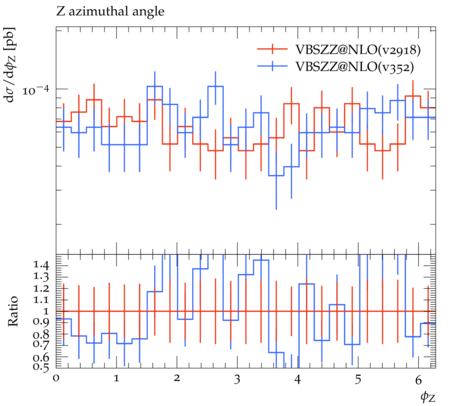 Z azimuthal angle
dσ/dϕZ [pb]
VBSZZ@NLO(v2918)
VBSZZ@NLO(v352)
10⁻⁴
Ratio
1.4
1.3
1.2
1.1
1
0.9
0.8
0.7
0.6
0.5
0 1 2 3 4 5 6
ϕZ